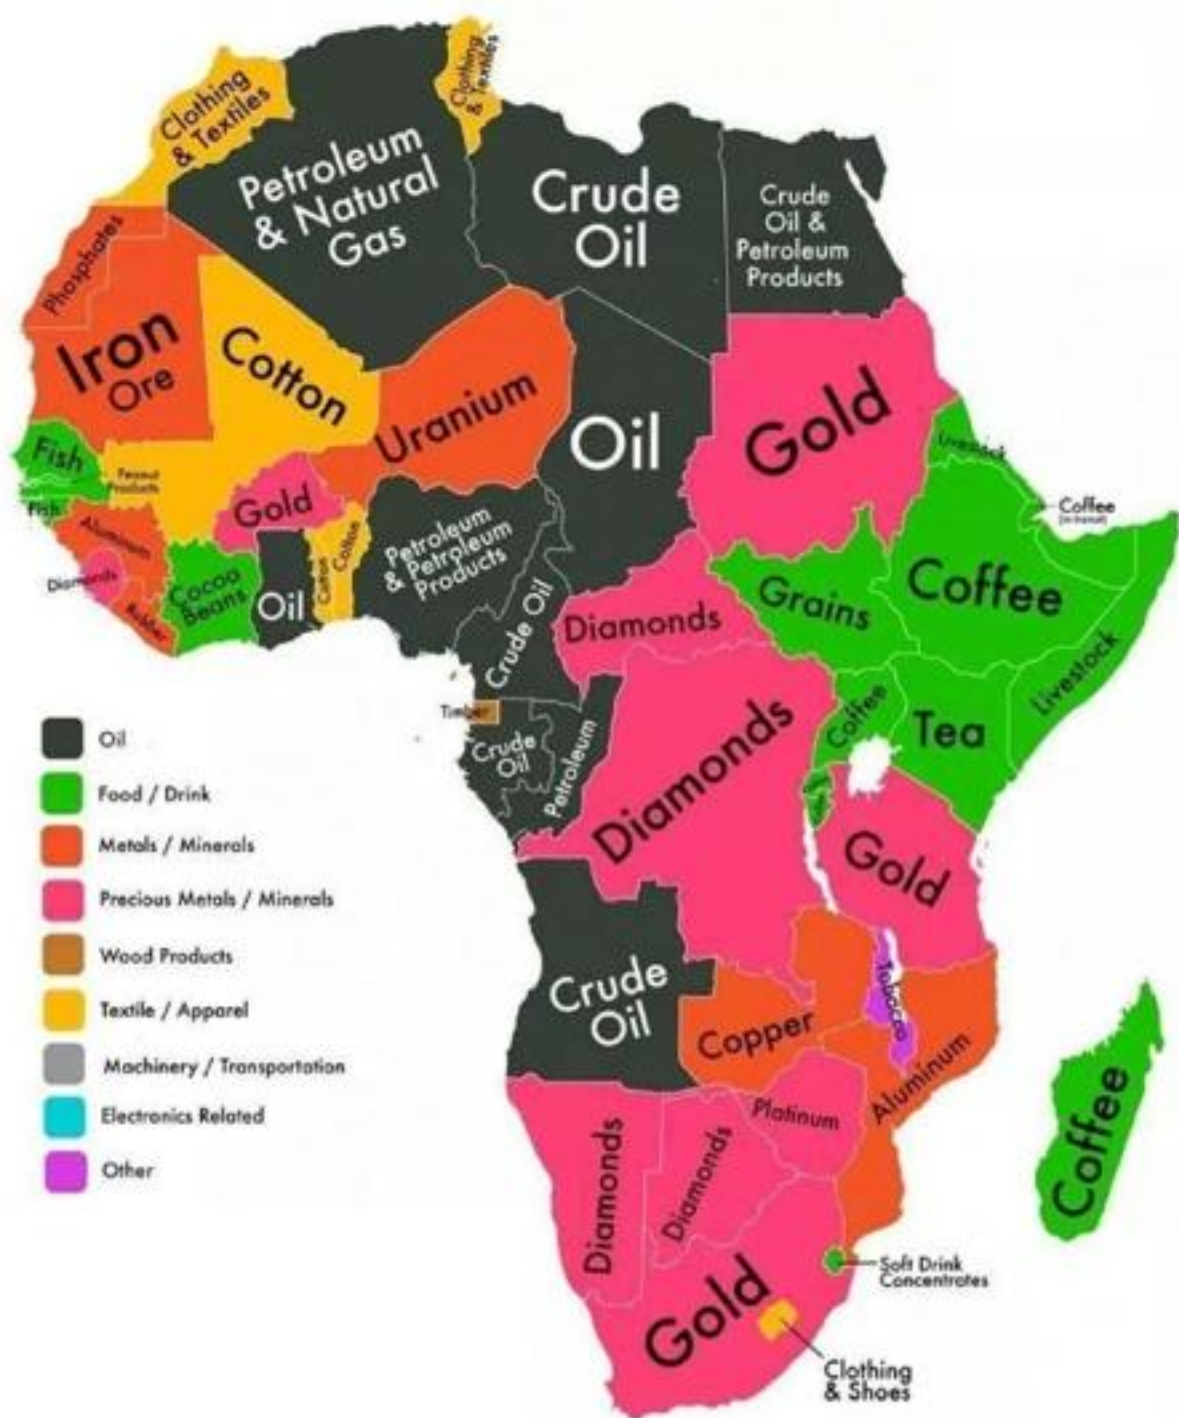 Clothing
& Textiles
Clothing
& Textiles
Petroleum
& Natural
Gas
Crude
Oil
Crude
Oil &
Petroleum
Products
Phosphates
Iron
Ore
Cotton
Uranium
Oil
Gold
Livestock
Coffee
Fish
Peanut
Products
Fish
Gold
Aluminum
Diamonds
Rubber
Cocoa
Beans
Oil
Cotton
Cotton
Petroleum
& Petroleum
Products
Crude Oil
Diamonds
Grains
Coffee
Livestock
Timber
Crude
Oil
Petroleum
Diamonds
Coffee
Tea
Gold
Oil
Food / Drink
Metals / Minerals
Precious Metals / Minerals
Wood Products
Textile / Apparel
Machinery / Transportation
Electronics Related
Other
Crude
Oil
Copper
Tobacco
Aluminum
Platinum
Diamonds
Diamonds
Coffee
Gold
Soft Drink
Concentrates
Clothing
& Shoes